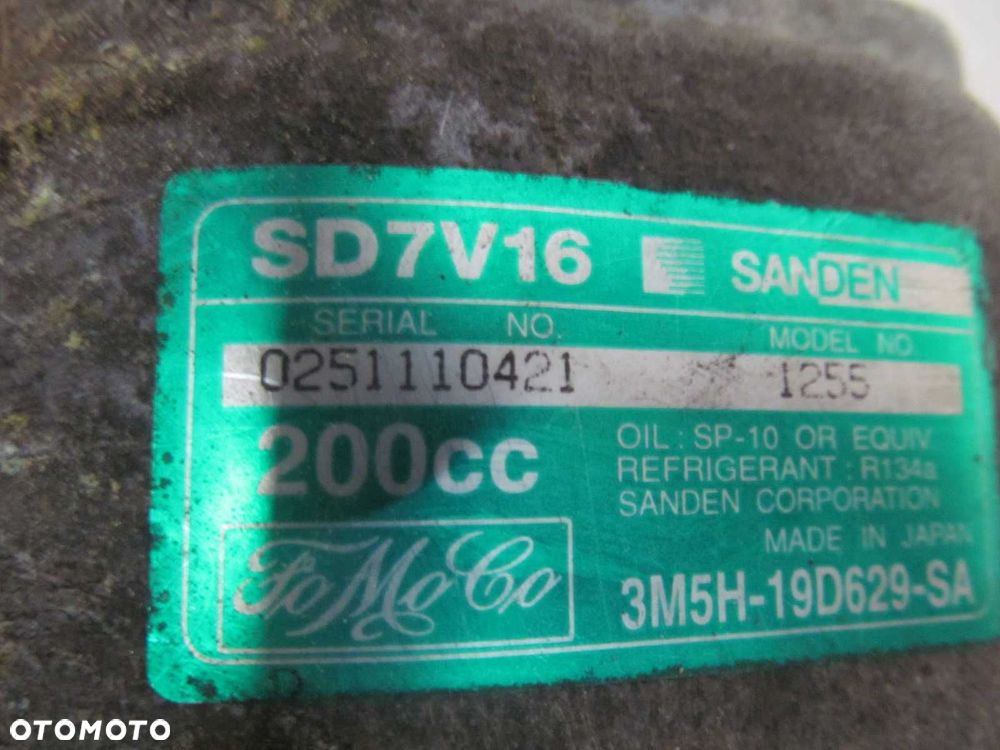 SD7V16 SANDEN
SERIAL NO. MODEL NO.
02511110421 1255
200cc
OIL : SP-10 OR EQUIV
REFRIGERANT : R134a
SANDEN CORPORATION
MADE IN JAPAN
FoMoCo
3M5H-19D629-SA
OTOMOTO